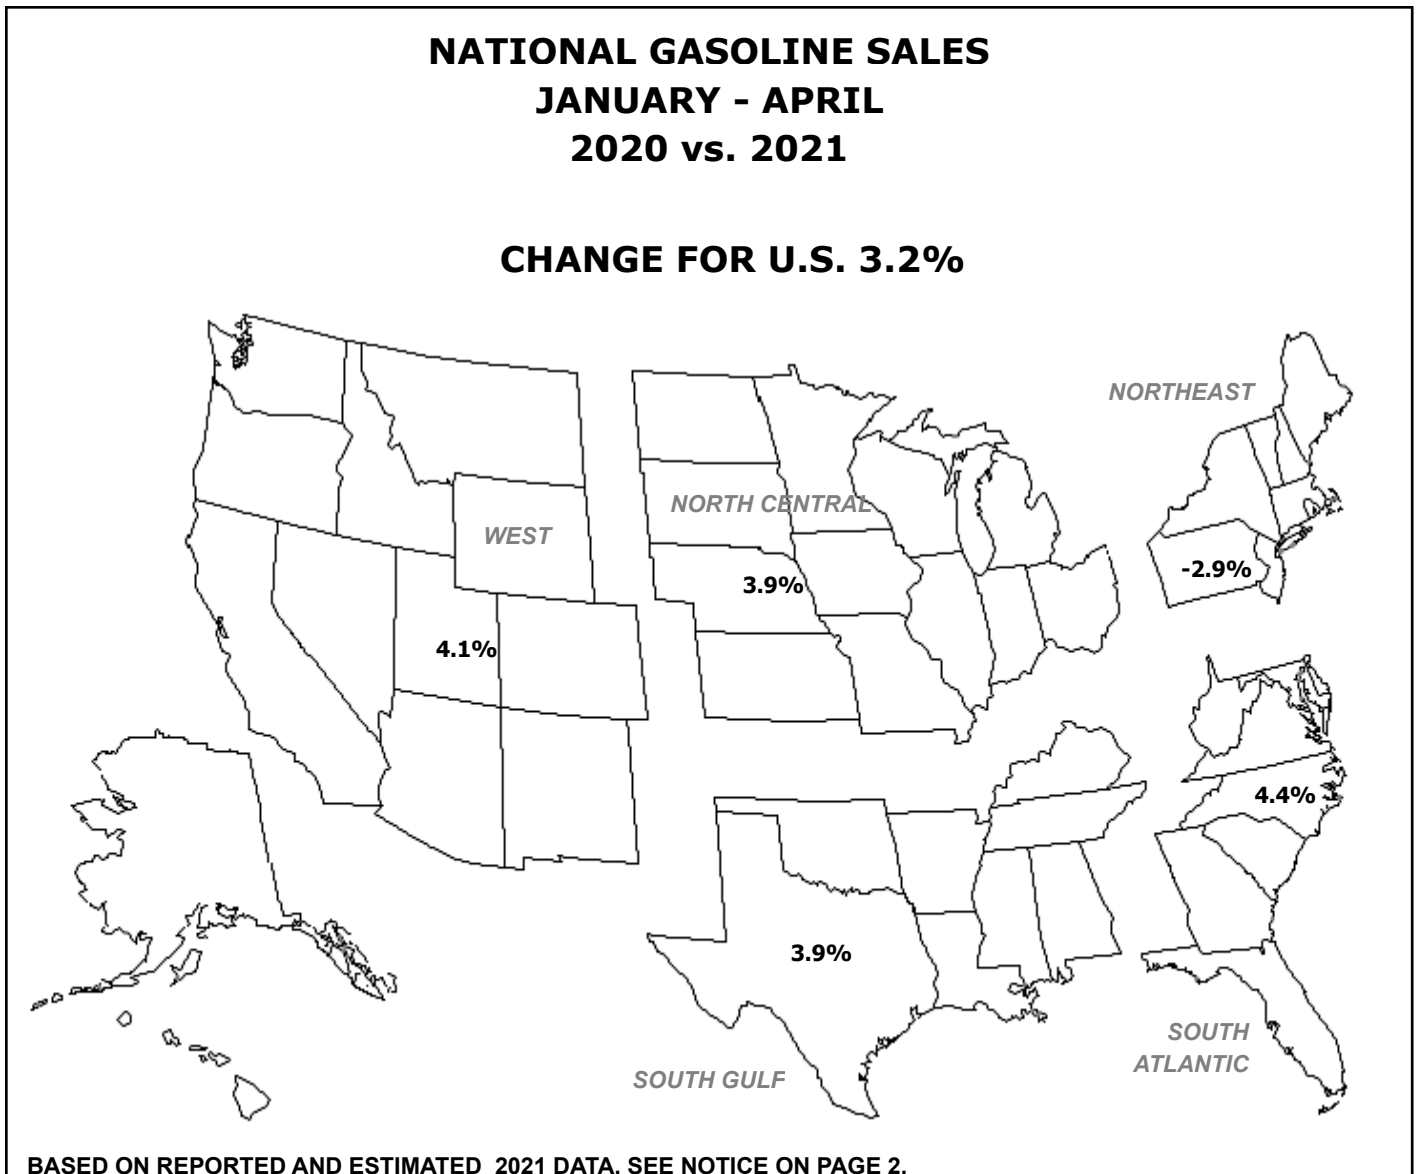 NATIONAL GASOLINE SALES
JANUARY - APRIL
2020 vs. 2021
CHANGE FOR U.S. 3.2%
NORTHEAST
NORTH CENTRAL
WEST
-2.9%
3.9%
4.1%
4.4%
3.9%
SOUTH
ATLANTIC
SOUTH GULF
BASED ON REPORTED AND ESTIMATED  2021 DATA. SEE NOTICE ON PAGE 2.